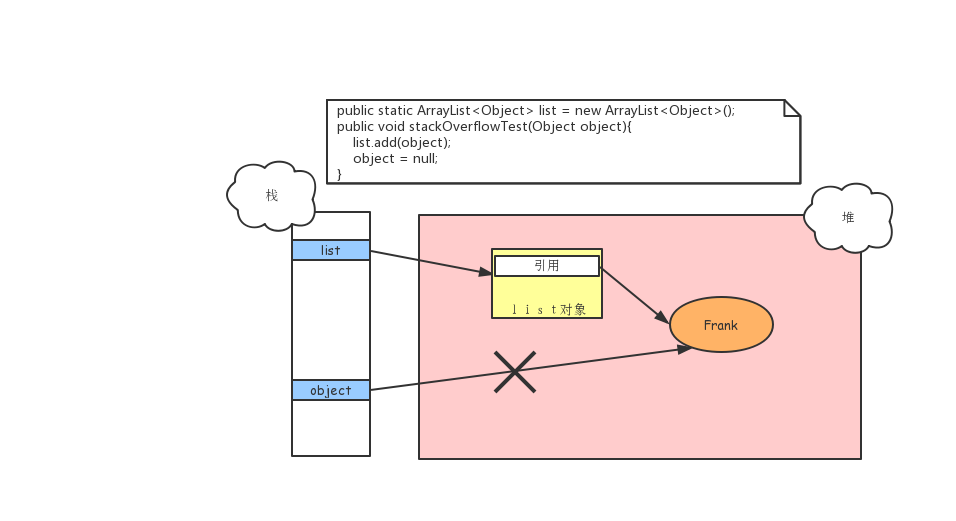 public static ArrayList<Object> list = new ArrayList<Object>();
public void stackOverflowTest(Object object){
    list.add(object);
    object = null;
}
栈
堆
list
引用
list对象
Frank
object